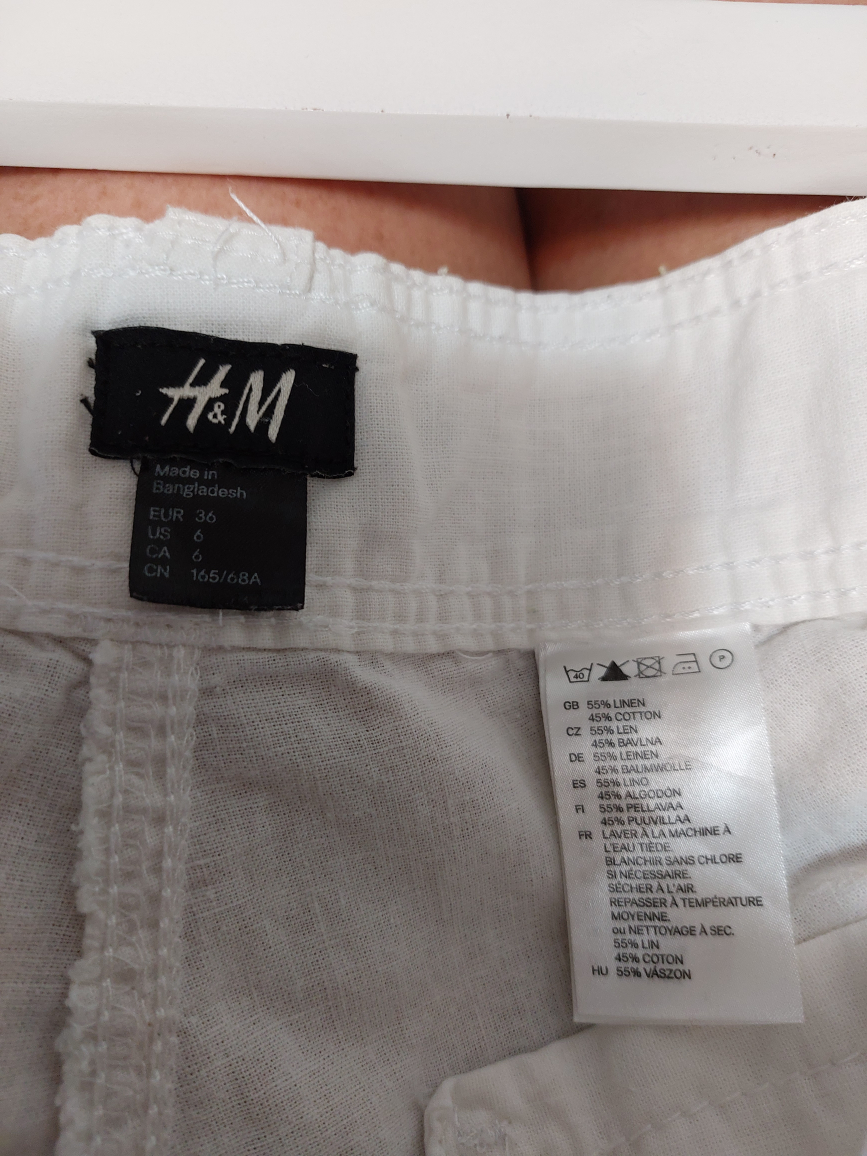 H&M
Made in
Bangladesh
EUR 36
US 6
CA 6
CN 165/68A
40 P
GB 55% LINEN
45% COTTON
CZ 55% LEN
45% BAVLNA
DE 55% LEINEN
45% BAUMWOLLE
ES 55% LINO
45% ALGODÓN
FI 55% PELLAVAA
45% PUUVILLAA
FR LAVER À LA MACHINE À
L'EAU TIÈDE.
BLANCHIR SANS CHLORE
SI NÉCESSAIRE.
SÉCHER À L'AIR.
REPASSER À TEMPÉRATURE
MOYENNE.
ou NETTOYAGE À SEC.
55% LIN
45% COTON
HU 55% VÁSZON